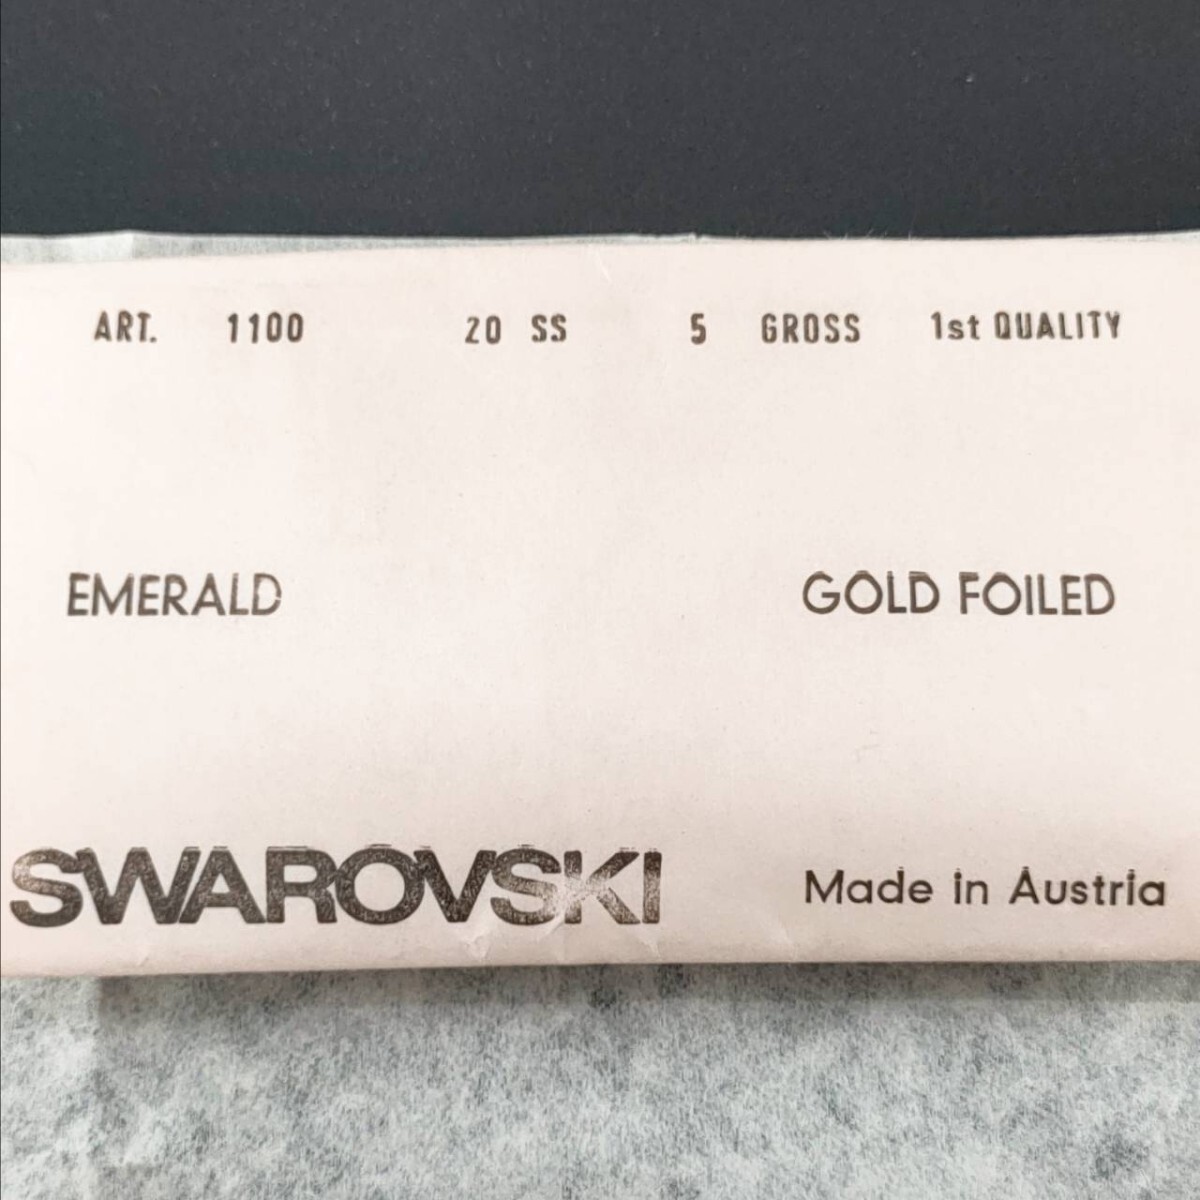 ART. 1100 20 SS 5 GROSS 1st QUALITY
EMERALD GOLD FOILED
SWAROVSKI Made in Austria